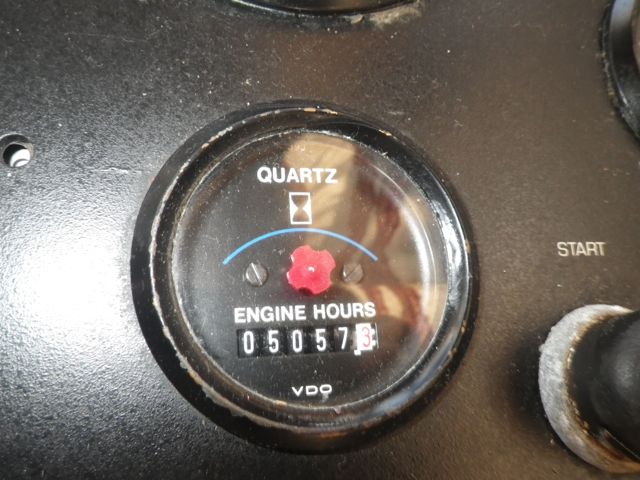 QUARTZ
START
ENGINE HOURS
050573
VDO